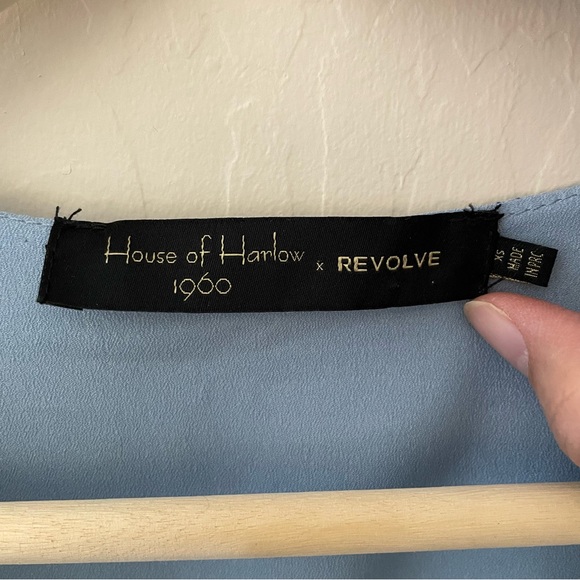 House of Harlow x REVOLVE
1960
XS
MADE
IN PRC